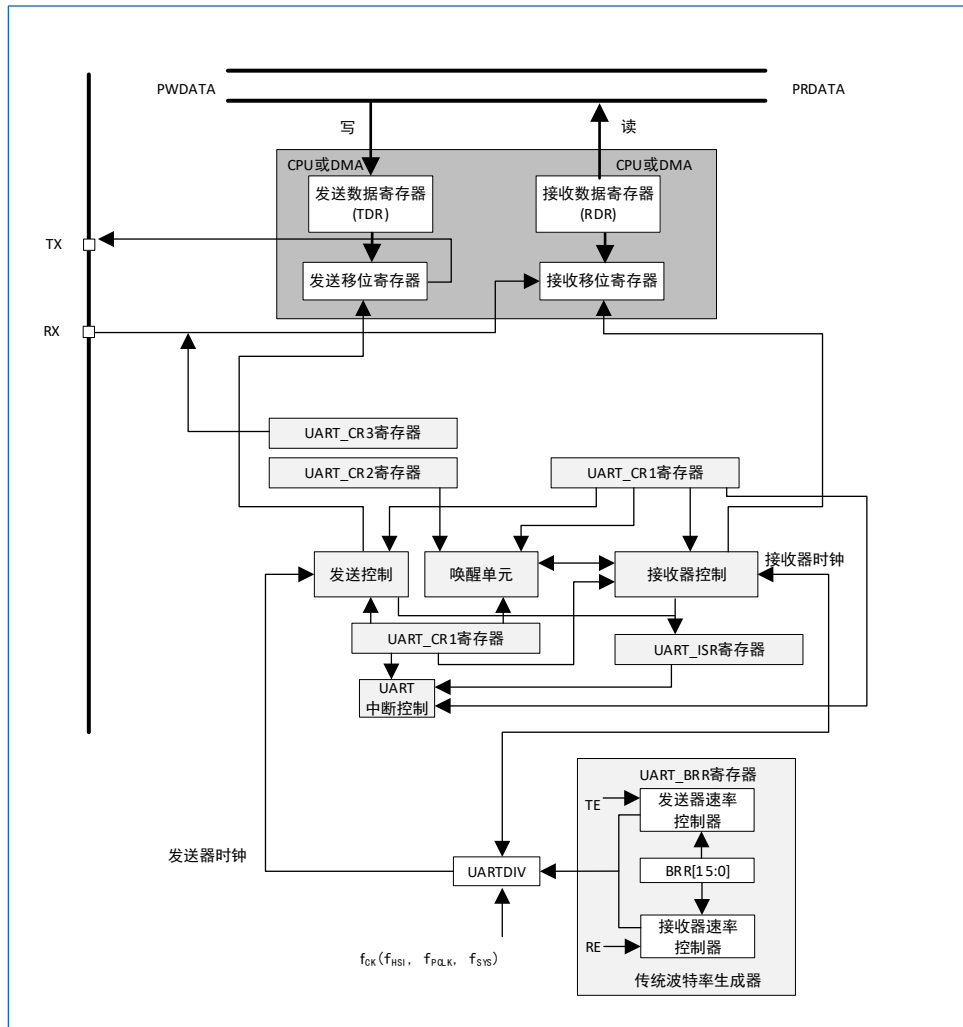 PWDATA
PRDATA
写
读
CPU或DMA
CPU或DMA
发送数据寄存器
(TDR)
接收数据寄存器
(RDR)
TX
发送移位寄存器
接收移位寄存器
RX
UART_CR3寄存器
UART_CR2寄存器
UART_CR1寄存器
发送控制
唤醒单元
接收器控制
接收器时钟
UART_CR1寄存器
UART_ISR寄存器
UART
中断控制
UART_BRR寄存器
TE
发送器速率
控制器
发送器时钟
UARTDIV
BRR[15:0]
接收器速率
控制器
RE
fCK(fHSI, fPCLK, fSYS)
传统波特率生成器